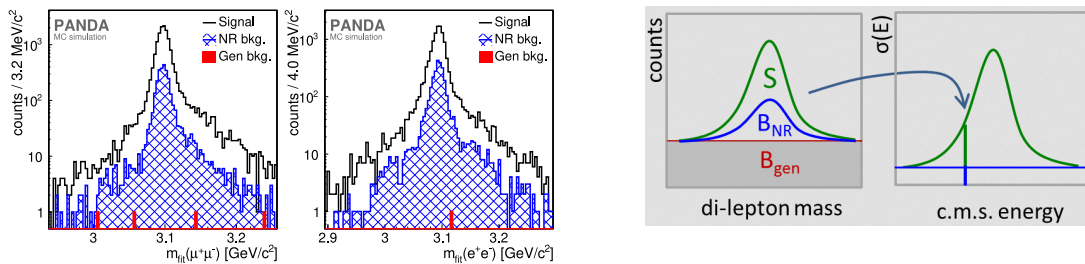 PANDA
MC simulation
Signal
NR bkg.
Gen bkg.
counts / 3.2 MeV/c²
10³
10²
10
1
3
3.1
3.2
m_fit(μ⁺μ⁻) [GeV/c²]
PANDA
MC simulation
Signal
NR bkg.
Gen bkg.
counts / 4.0 MeV/c²
10³
10²
10
1
2.9
3
3.1
3.2
m_fit(e⁺e⁻) [GeV/c²]
counts
S
B_NR
B_gen
di-lepton mass
σ(E)
c.m.s. energy